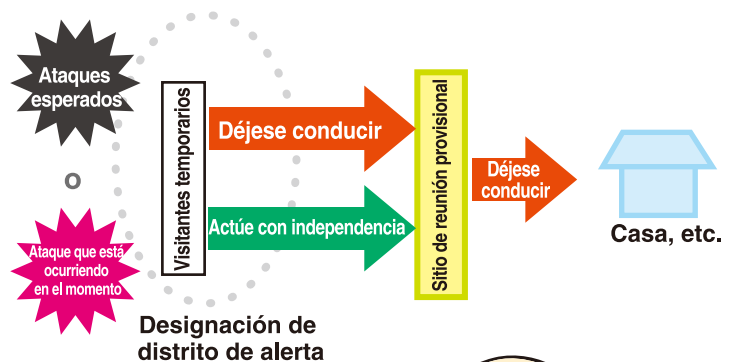 Ataques
esperados
o
Ataque que está
ocurriendo
en el momento
Visitantes temporarios
Déjese conducir
Actúe con independencia
Sitio de reunión provisional
Déjese
conducir
Casa, etc.
Designación de
distrito de alerta